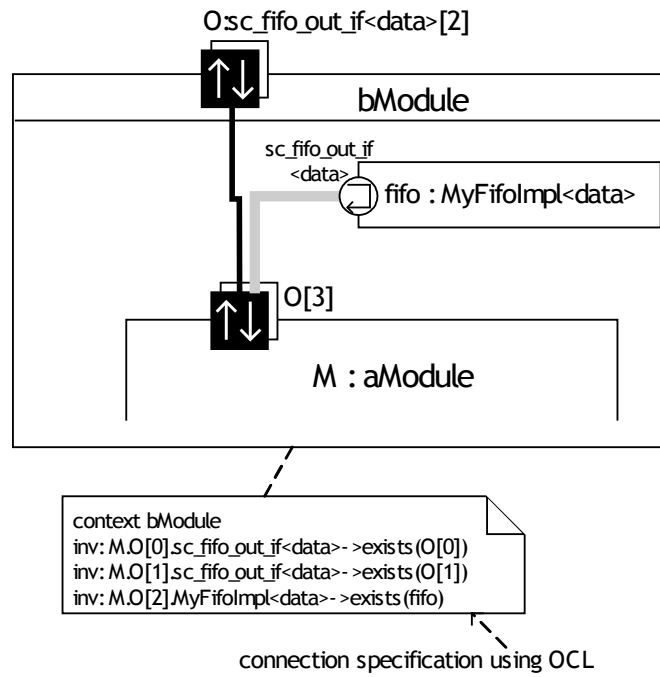 O:sc_fifo_out_if<data>[2]
bModule
sc_fifo_out_if
<data>
fifo : MyFifoImpl<data>
O[3]
M : aModule
context bModule
inv: M.O[0].sc_fifo_out_if<data>->exists(O[0])
inv: M.O[1].sc_fifo_out_if<data>->exists(O[1])
inv: M.O[2].MyFifoImpl<data>->exists(fifo)
connection specification using OCL